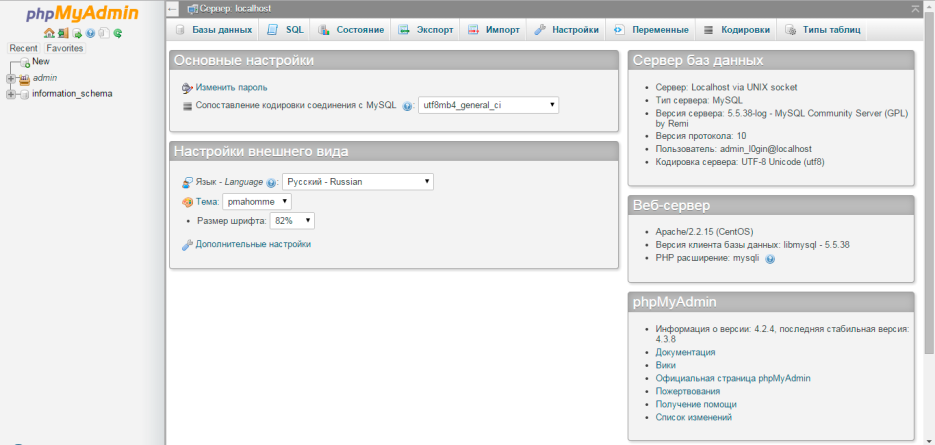 phpMyAdmin
Recent Favorites
New
admin
information_schema
Сервер: localhost
Базы данных SQL Состояние Экспорт Импорт Настройки Переменные Кодировки Типы таблиц
Основные настройки
Изменить пароль
Сопоставление кодировки соединения с MySQL : utf8mb4_general_ci
Настройки внешнего вида
Язык - Language : Русский - Russian
Тема: pmahomme
Размер шрифта: 82%
Дополнительные настройки
Сервер баз данных
Сервер: Localhost via UNIX socket
Тип сервера: MySQL
Версия сервера: 5.5.38-log - MySQL Community Server (GPL)
by Remi
Версия протокола: 10
Пользователь: admin_l0gin@localhost
Кодировка сервера: UTF-8 Unicode (utf8)
Веб-сервер
Apache/2.2.15 (CentOS)
Версия клиента базы данных: libmysql - 5.5.38
PHP расширение: mysqli
phpMyAdmin
Информация о версии: 4.2.4, последняя стабильная версия:
4.3.8
Документация
Вики
Официальная страница phpMyAdmin
Пожертвования
Получение помощи
Список изменений